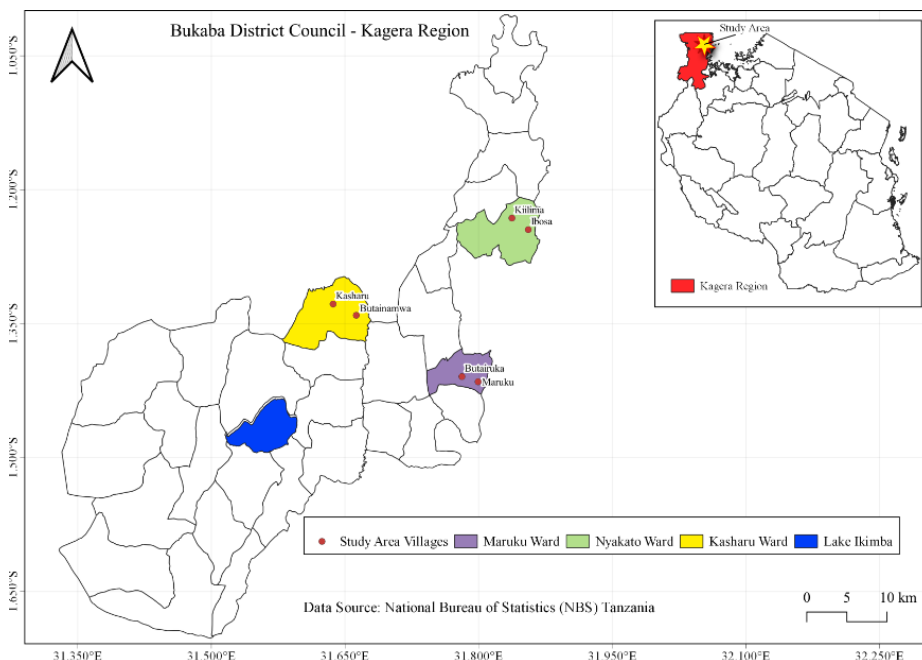 Bukaba District Council - Kagera Region
Study Area
Kagera Region
Kiilima
Ibosa
Kasharu
Butainamwa
Butairuka
Maruku
Study Area Villages
Maruku Ward
Nyakato Ward
Kasharu Ward
Lake Ikimba
Data Source: National Bureau of Statistics (NBS) Tanzania
0 5 10 km
1.050°S
1.200°S
1.350°S
1.500°S
1.650°S
31.350°E 31.500°E 31.650°E 31.800°E 31.950°E 32.100°E 32.250°E